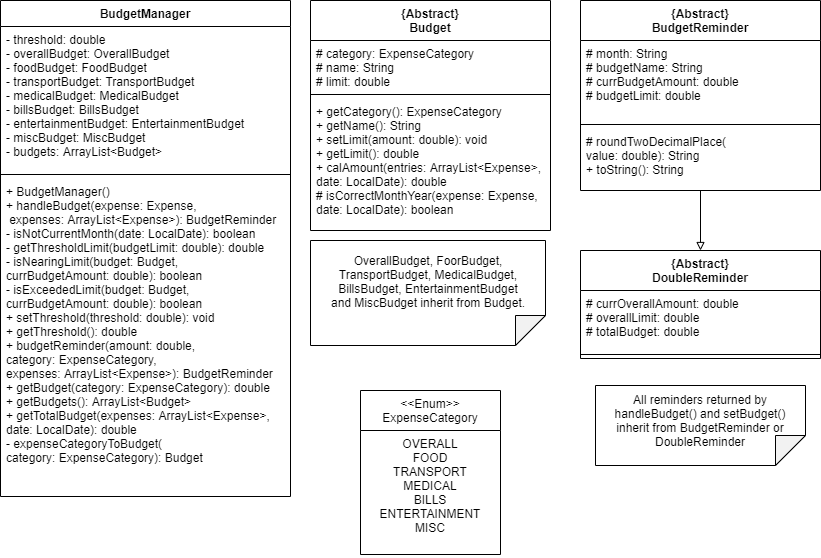 BudgetManager
- threshold: double
- overallBudget: OverallBudget
- foodBudget: FoodBudget
- transportBudget: TransportBudget
- medicalBudget: MedicalBudget
- billsBudget: BillsBudget
- entertainmentBudget: EntertainmentBudget
- miscBudget: MiscBudget
- budgets: ArrayList<Budget>
+ BudgetManager()
+ handleBudget(expense: Expense,
expenses: ArrayList<Expense>): BudgetReminder
- isNotCurrentMonth(date: LocalDate): boolean
- getThresholdLimit(budgetLimit: double): double
- isNearingLimit(budget: Budget,
currBudgetAmount: double): boolean
- isExceededLimit(budget: Budget,
currBudgetAmount: double): boolean
+ setThreshold(threshold: double): void
+ getThreshold(): double
+ budgetReminder(amount: double,
category: ExpenseCategory,
expenses: ArrayList<Expense>): BudgetReminder
+ getBudget(category: ExpenseCategory): double
+ getBudgets(): ArrayList<Budget>
+ getTotalBudget(expenses: ArrayList<Expense>,
date: LocalDate): double
- expenseCategoryToBudget(
category: ExpenseCategory): Budget
{Abstract}
Budget
# category: ExpenseCategory
# name: String
# limit: double
+ getCategory(): ExpenseCategory
+ getName(): String
+ setLimit(amount: double): void
+ getLimit(): double
+ calAmount(entries: ArrayList<Expense>,
date: LocalDate): double
# isCorrectMonthYear(expense: Expense,
date: LocalDate): boolean
OverallBudget, FoorBudget,
TransportBudget, MedicalBudget,
BillsBudget, EntertainmentBudget
and MiscBudget inherit from Budget.
<<Enum>>
ExpenseCategory
OVERALL
FOOD
TRANSPORT
MEDICAL
BILLS
ENTERTAINMENT
MISC
{Abstract}
BudgetReminder
# month: String
# budgetName: String
# currBudgetAmount: double
# budgetLimit: double
# roundTwoDecimalPlace(
value: double): String
+ toString(): String
{Abstract}
DoubleReminder
# currOverallAmount: double
# overallLimit: double
# totalBudget: double
All reminders returned by
handleBudget() and setBudget()
inherit from BudgetReminder or
DoubleReminder